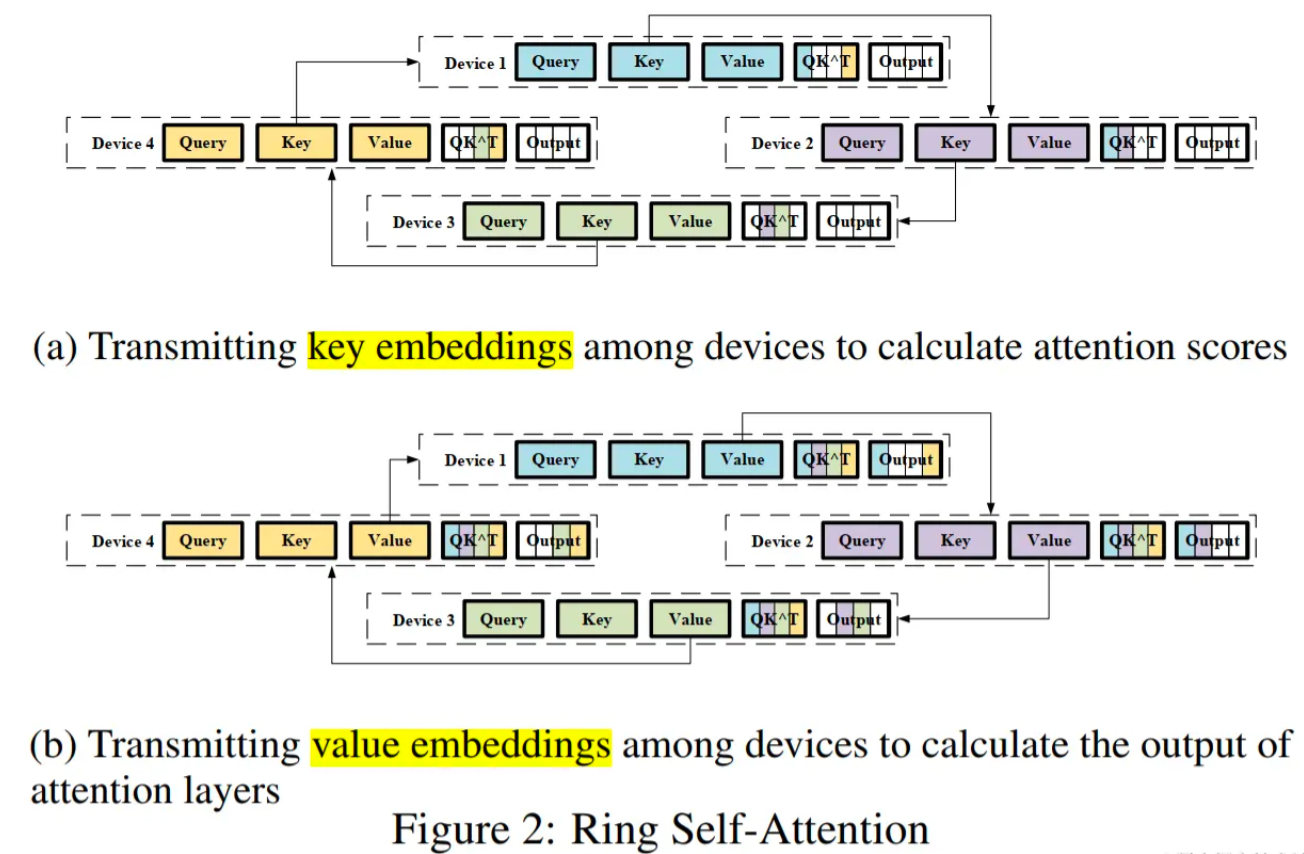 Device 1 Query Key Value QK^T Output
Device 4 Query Key Value QK^T Output
Device 2 Query Key Value QK^T Output
Device 3 Query Key Value QK^T Output
(a) Transmitting key embeddings among devices to calculate attention scores
Device 1 Query Key Value QK^T Output
Device 4 Query Key Value QK^T Output
Device 2 Query Key Value QK^T Output
Device 3 Query Key Value QK^T Output
(b) Transmitting value embeddings among devices to calculate the output of
attention layers
Figure 2: Ring Self-Attention